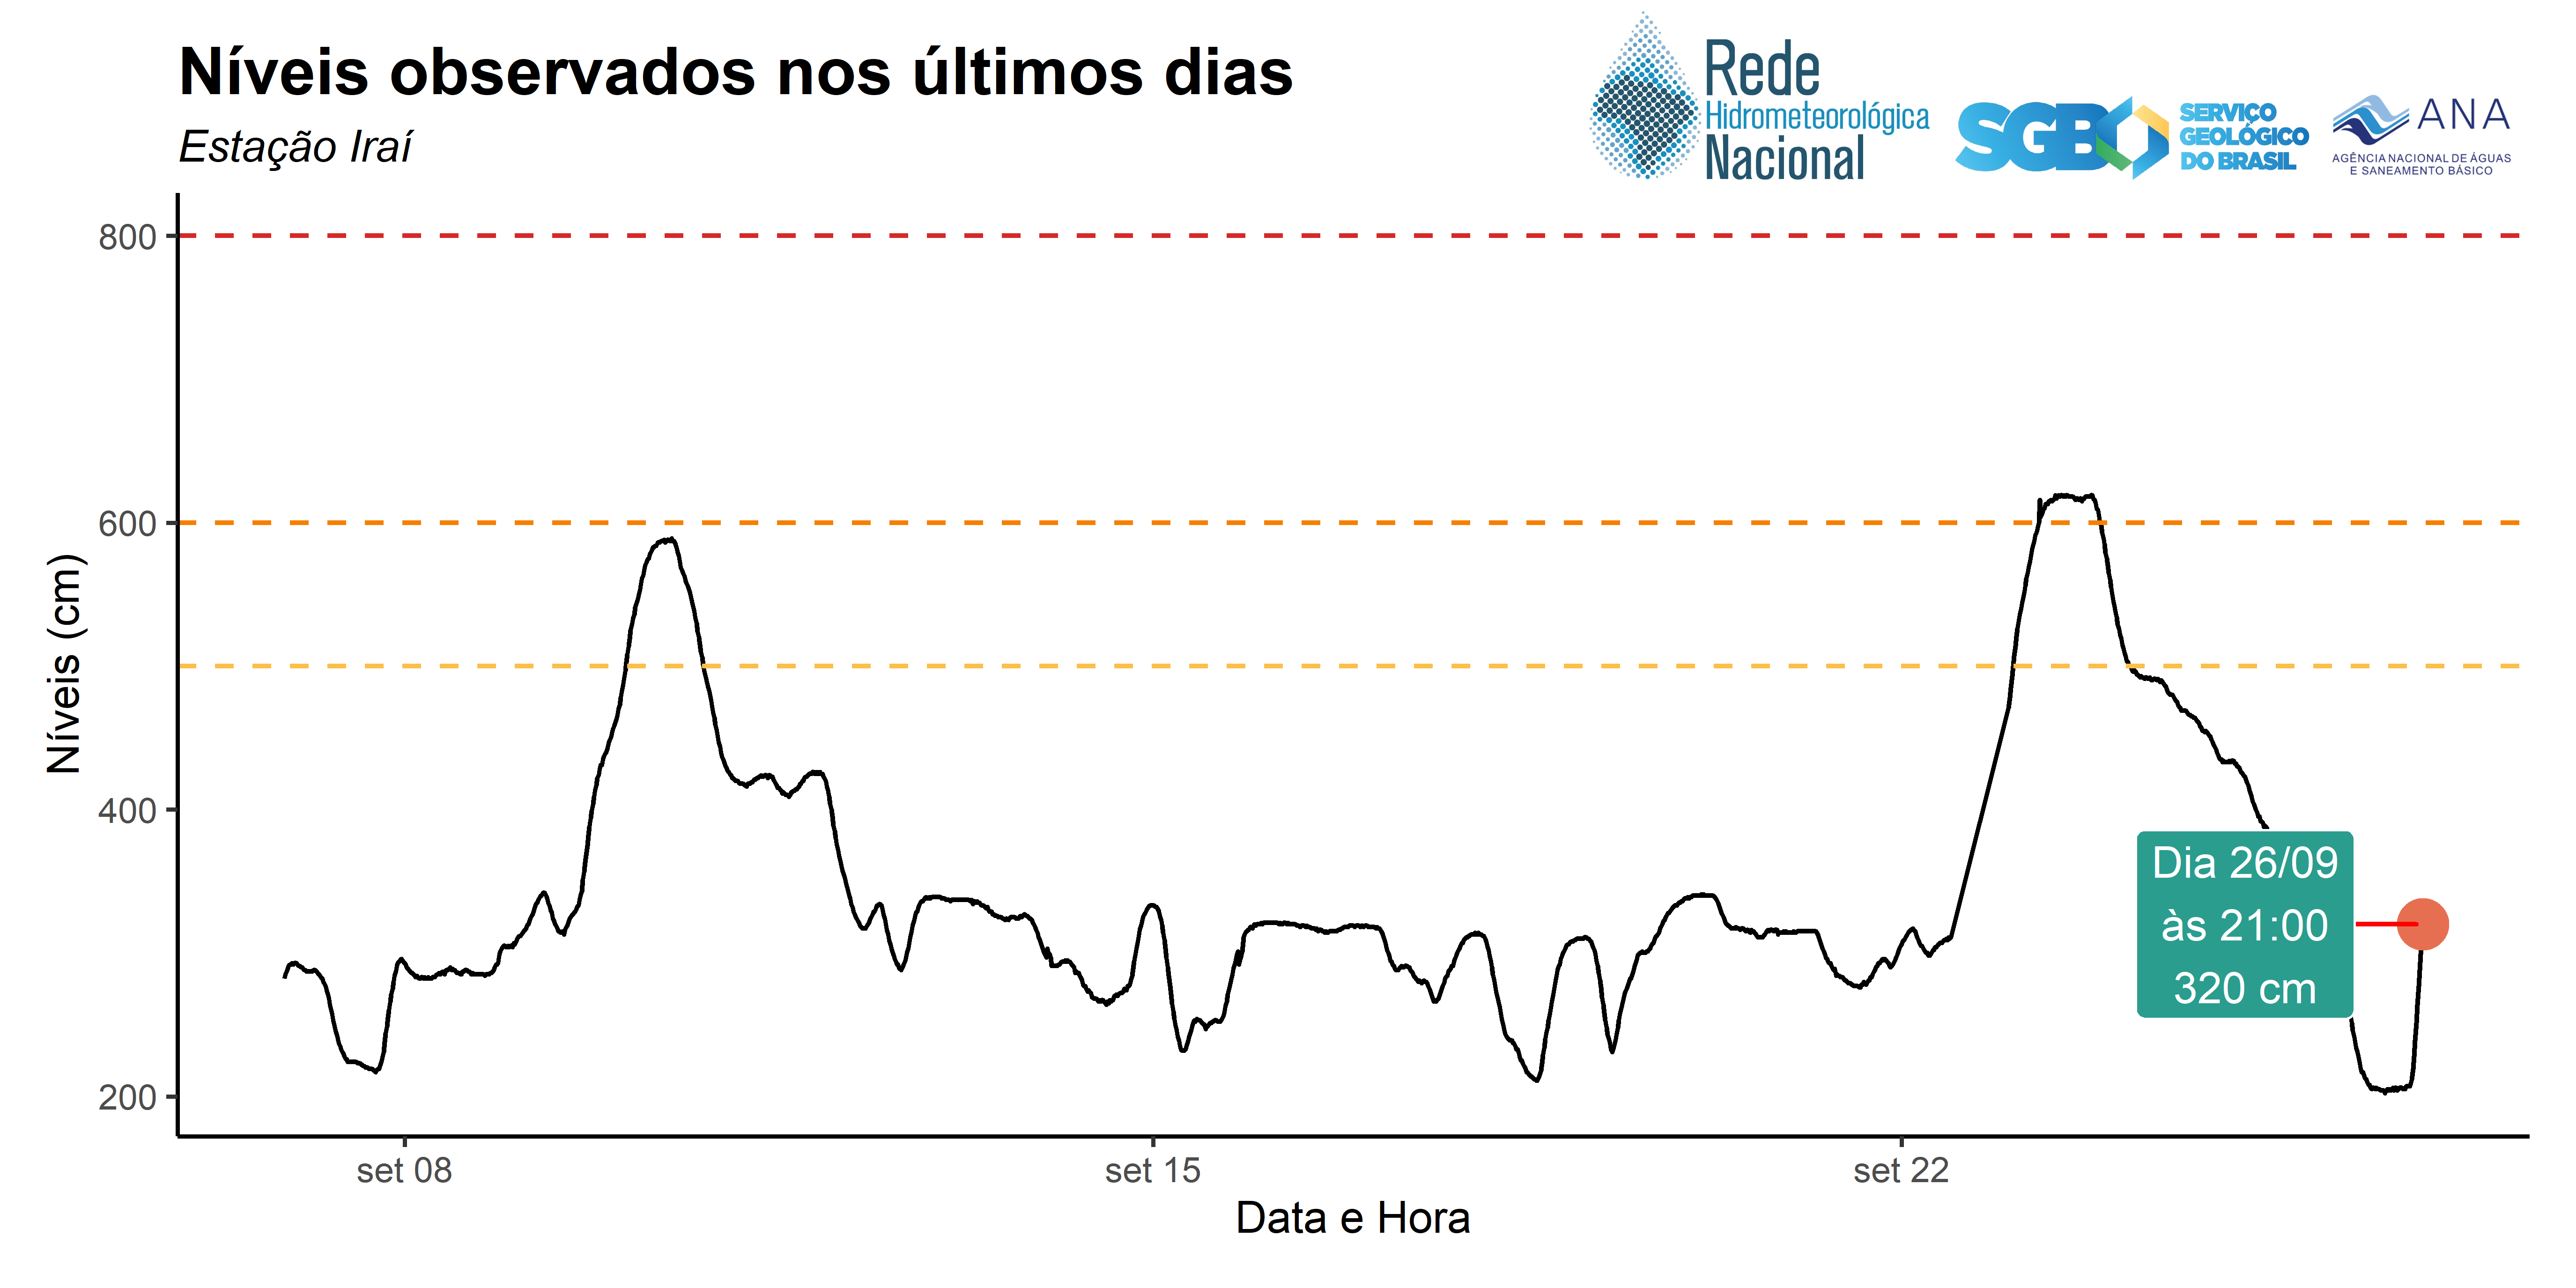 Níveis observados nos últimos dias
Estação Iraí
Rede
Hidrometeorológica
Nacional
SGB
SERVIÇO
GEOLÓGICO
DO BRASIL
ANA
AGÊNCIA NACIONAL DE ÁGUAS
E SANEAMENTO BÁSICO
Níveis (cm)
800
600
400
200
Dia 26/09
às 21:00
320 cm
set 08
set 15
set 22
Data e Hora